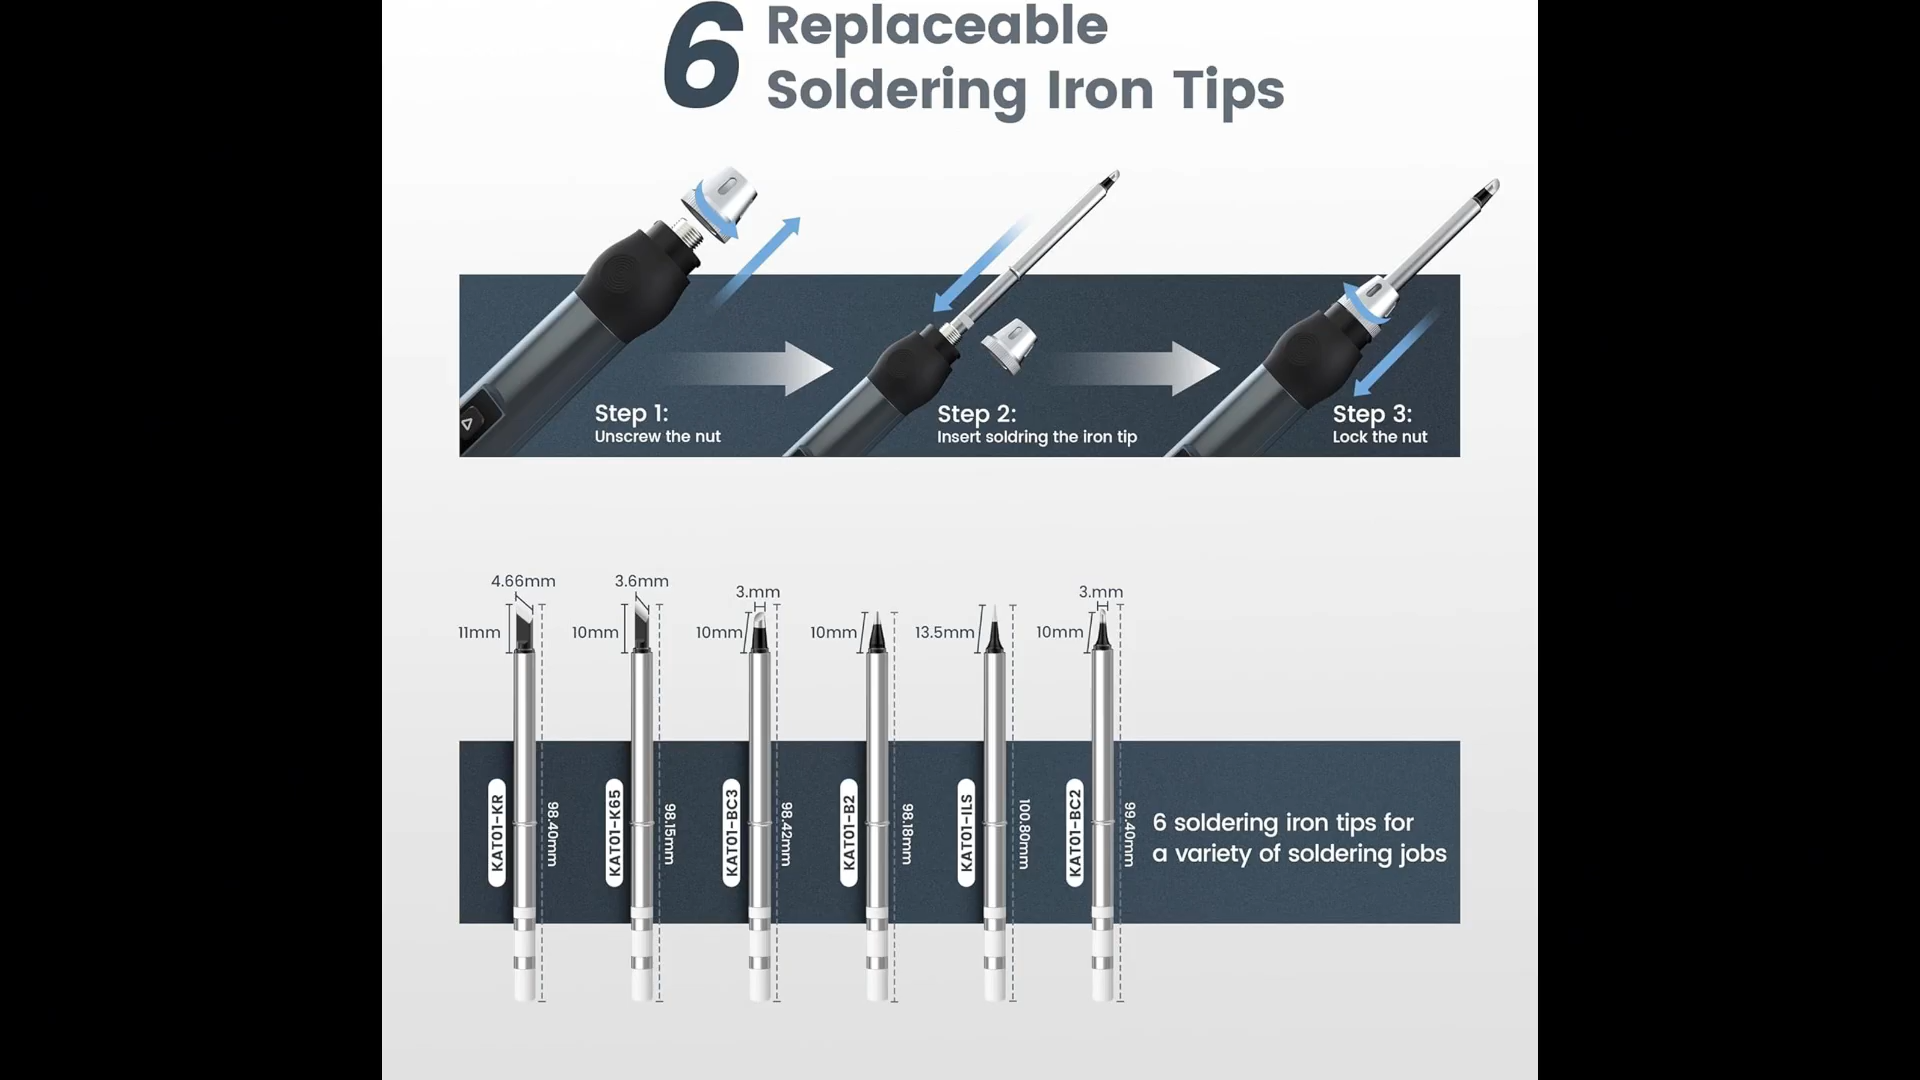 6 Replaceable
Soldering Iron Tips
Step 1:
Unscrew the nut
Step 2:
Insert soldring the iron tip
Step 3:
Lock the nut
4.66mm
3.6mm
3.mm
3.mm
11mm
10mm
10mm
10mm
13.5mm
10mm
KAT01-KR
98.40mm
KAT01-K65
98.15mm
KAT01-BC3
98.42mm
KAT01-B2
98.18mm
KAT01-ILS
100.80mm
KAT01-BC2
99.40mm
6 soldering iron tips for
a variety of soldering jobs